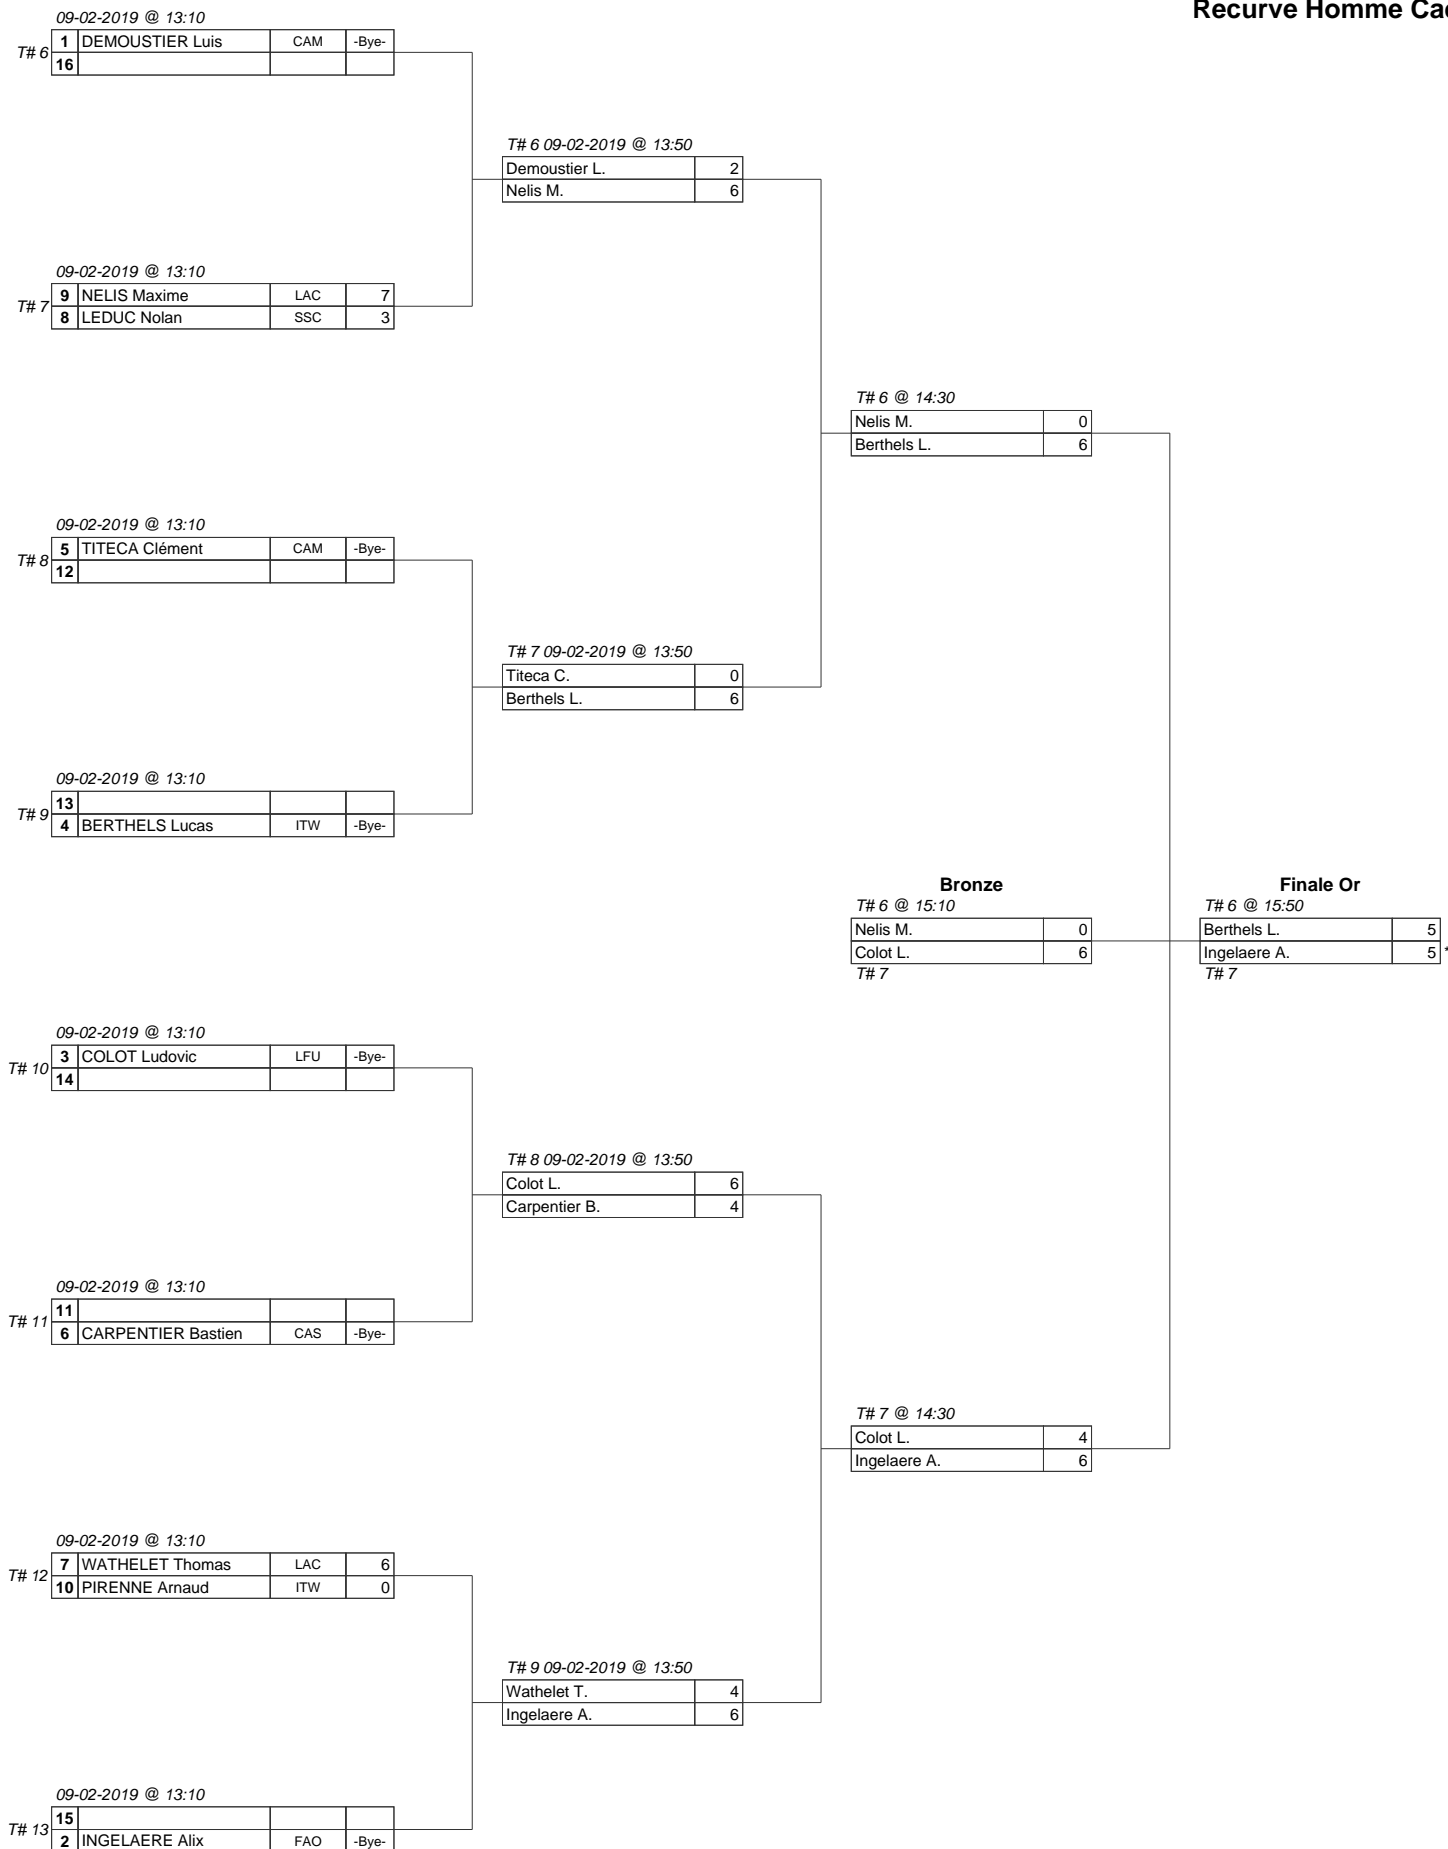 Recurve Homme
09-02-2019 @ 13:10
T# 6
1 DEMOUSTIER Luis CAM -Bye-
16
T# 6 09-02-2019 @ 13:50
Demoustier L. 2
Nelis M. 6
09-02-2019 @ 13:10
T# 7
9 NELIS Maxime LAC 7
8 LEDUC Nolan SSC 3
T# 6 @ 14:30
Nelis M. 0
Berthels L. 6
09-02-2019 @ 13:10
T# 8
5 TITECA Clément CAM -Bye-
12
T# 7 09-02-2019 @ 13:50
Titeca C. 0
Berthels L. 6
09-02-2019 @ 13:10
T# 9
13
4 BERTHELS Lucas ITW -Bye-
Bronze
T# 6 @ 15:10
Nelis M. 0
Colot L. 6
T# 7
Finale Or
T# 6 @ 15:50
Berthels L. 5
Ingelaere A. 5 *
T# 7
09-02-2019 @ 13:10
T# 10
3 COLOT Ludovic LFU -Bye-
14
T# 8 09-02-2019 @ 13:50
Colot L. 6
Carpentier B. 4
09-02-2019 @ 13:10
T# 11
11
6 CARPENTIER Bastien CAS -Bye-
T# 7 @ 14:30
Colot L. 4
Ingelaere A. 6
09-02-2019 @ 13:10
T# 12
7 WATHELET Thomas LAC 6
10 PIRENNE Arnaud ITW 0
T# 9 09-02-2019 @ 13:50
Wathelet T. 4
Ingelaere A. 6
09-02-2019 @ 13:10
T# 13
15
2 INGELAERE Alix FAO -Bye-